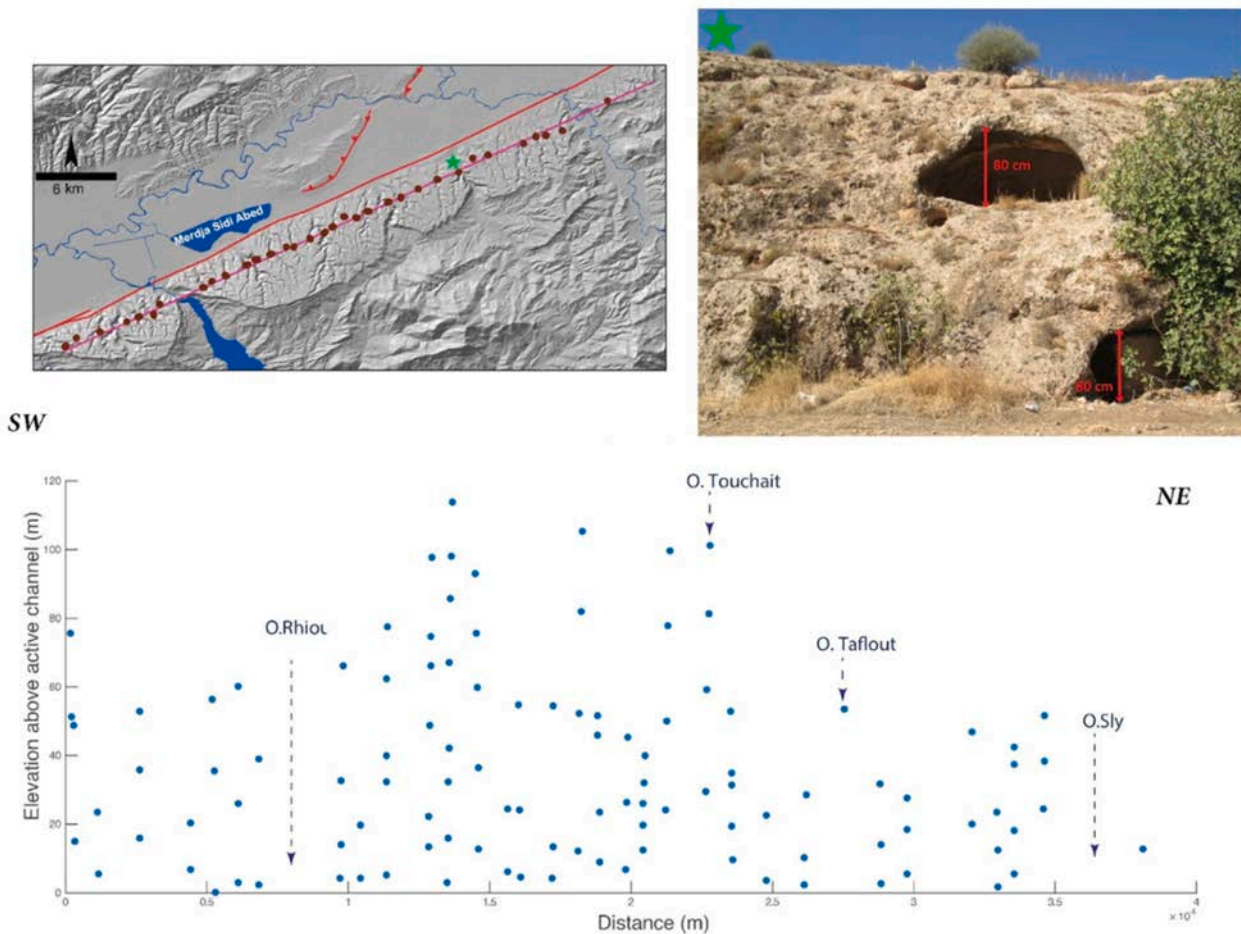 6 km
Merdja Sidi Abed
80 cm
80 cm
SW
NE
O. Touchait
O.Rhiou
O. Taflout
O.Sly
Elevation above active channel (m)
120
100
80
60
40
20
0
0 0.5 1 1.5 2 2.5 3 3.5 4
× 10⁴
Distance (m)